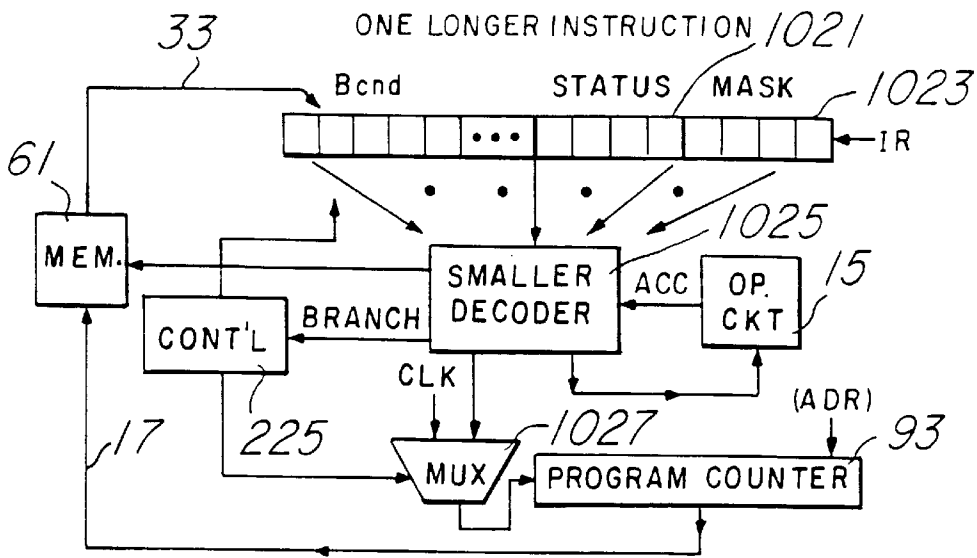 ONE LONGER INSTRUCTION
33
1021
Bcnd
STATUS
MASK
1023
IR
61
MEM.
1025
SMALLER
DECODER
ACC
OP.
CKT
15
CONT'L
BRANCH
CLK
225
17
MUX
1027
(ADR)
93
PROGRAM COUNTER